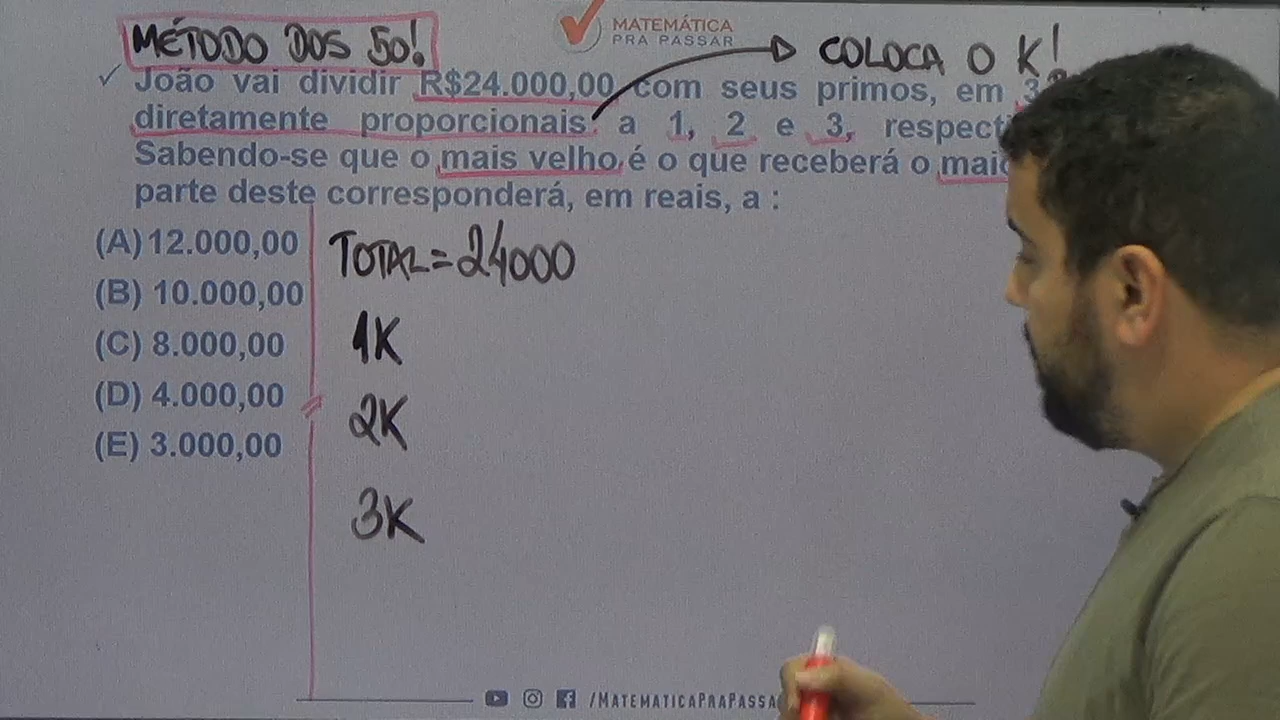 MÉTODO DOS 50!
MATEMÁTICA
PRA PASSAR
COLOCA O K!
João vai dividir R$24.000,00 com seus primos, em 3
diretamente proporcionais a 1, 2 e 3,
Sabendo-se que o mais velho é o que receberá o
parte deste corresponderá, em reais, a :
(A) 12.000,00
(B) 10.000,00
(C) 8.000,00
(D) 4.000,00
(E) 3.000,00
TOTAL=24000
1K
2K
3K
/MATEMATICAPRAPASSA